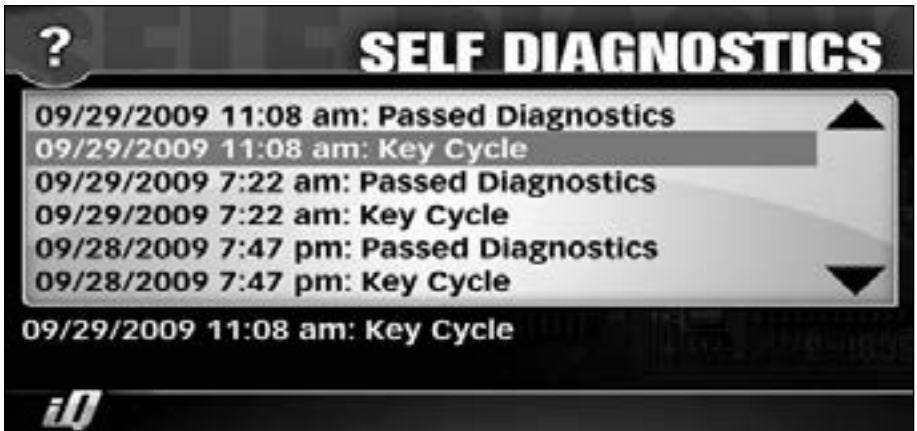 ?
SELF DIAGNOSTICS
09/29/2009 11:08 am: Passed Diagnostics
09/29/2009 11:08 am: Key Cycle
09/29/2009 7:22 am: Passed Diagnostics
09/29/2009 7:22 am: Key Cycle
09/28/2009 7:47 pm: Passed Diagnostics
09/28/2009 7:47 pm: Key Cycle
09/29/2009 11:08 am: Key Cycle
iQ